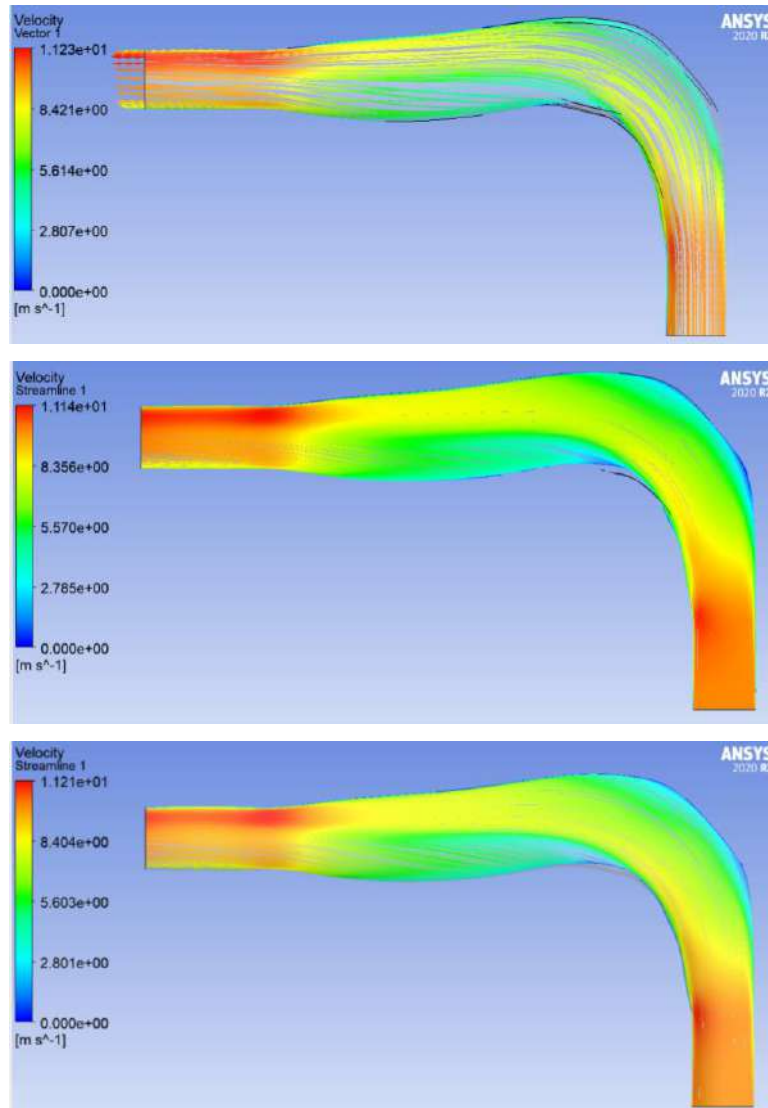 Velocity
Vector 1
1.123e+01
8.421e+00
5.614e+00
2.807e+00
0.000e+00
[m s^-1]
ANSYS
2020 R
Velocity
Streamline 1
1.114e+01
8.356e+00
5.570e+00
2.785e+00
0.000e+00
[m s^-1]
ANSYS
2020 R2
Velocity
Streamline 1
1.121e+01
8.404e+00
5.603e+00
2.801e+00
0.000e+00
[m s^-1]
ANSYS
2020 R